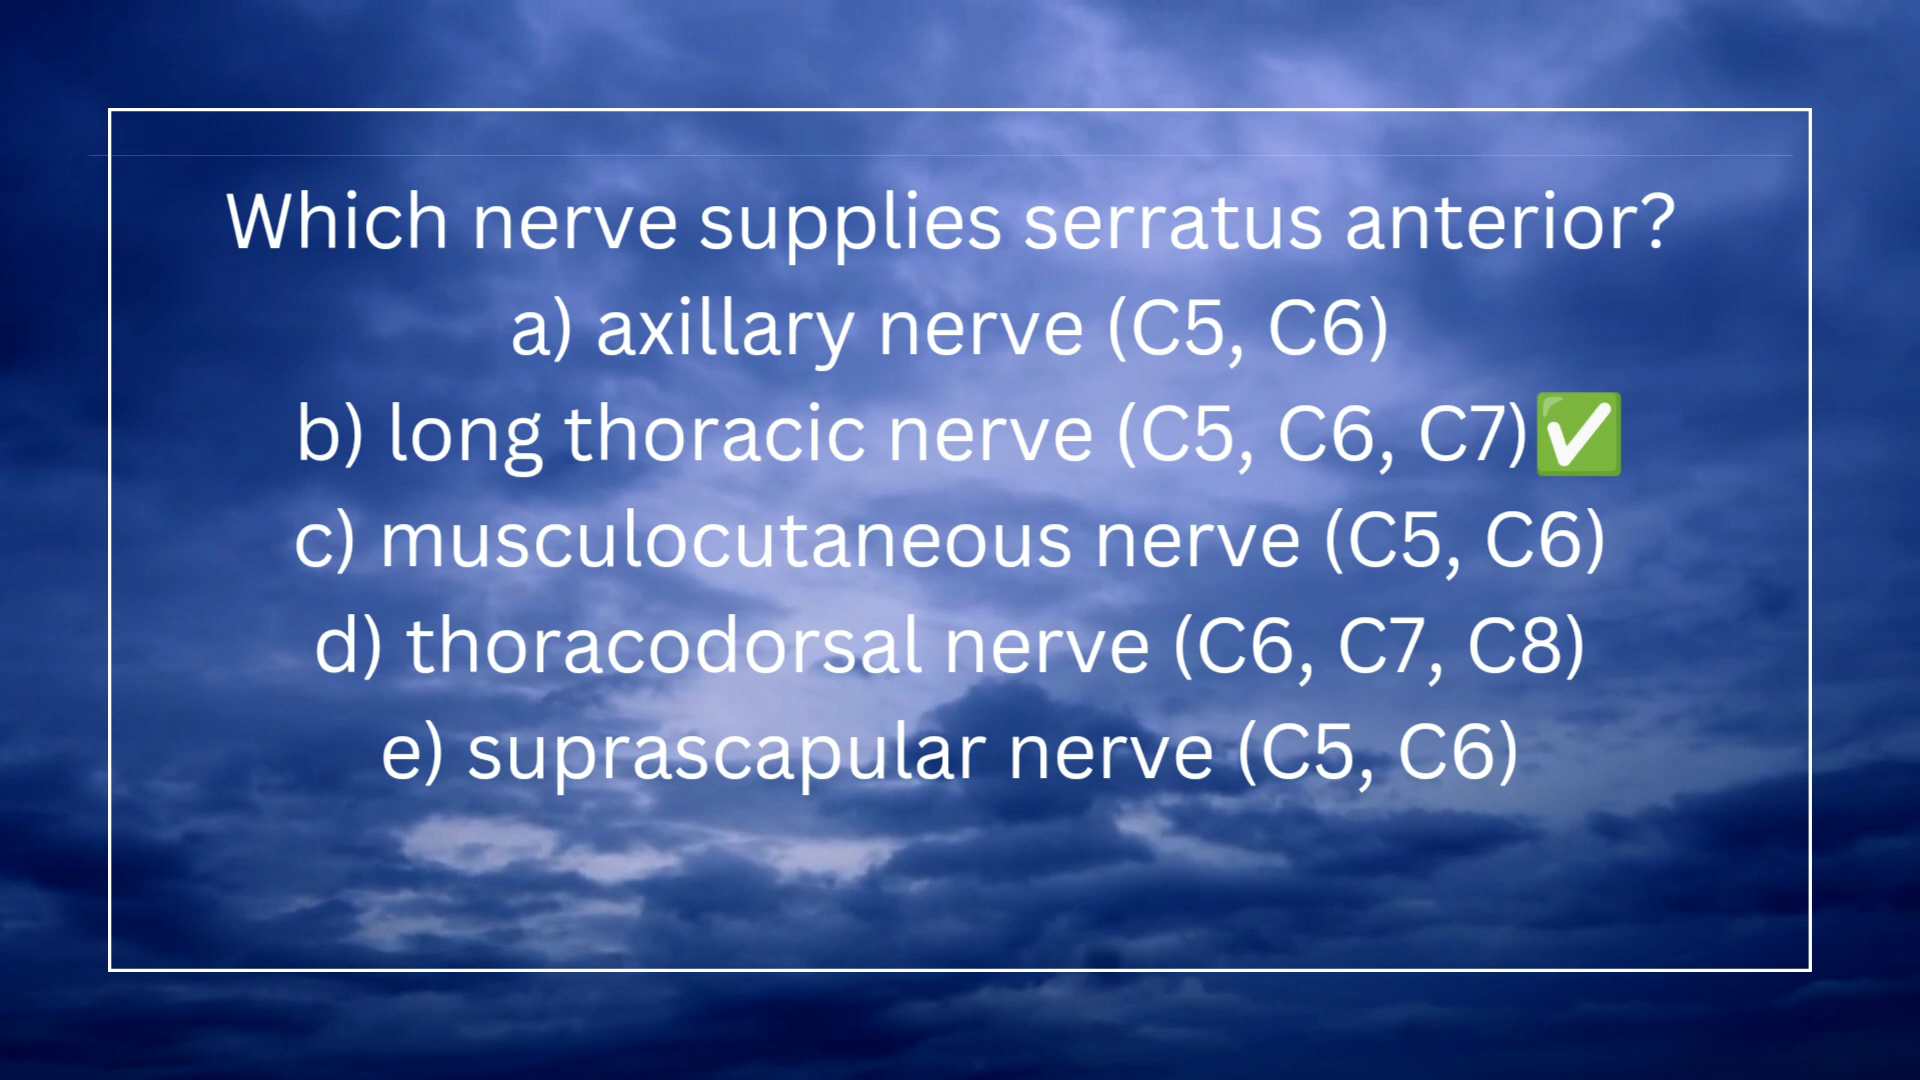 Which nerve supplies serratus anterior?
a) axillary nerve (C5, C6)
b) long thoracic nerve (C5, C6, C7)✅
c) musculocutaneous nerve (C5, C6)
d) thoracodorsal nerve (C6, C7, C8)
e) suprascapular nerve (C5, C6)